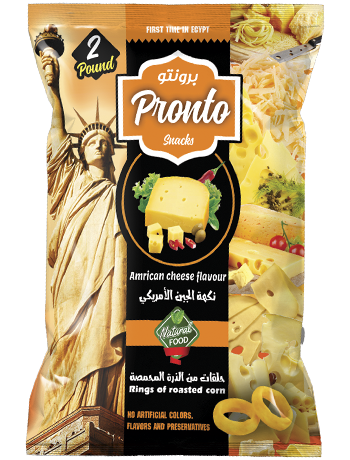 FIRST TIME IN EGYPT
2
Pound
برونتو
Pronto
Snacks
Amrican cheese flavour
نكهة الجبن الأمريكي
Natural
FOOD
حلقات من الذرة المحمصة
Rings of roasted corn
NO ARTIFICIAL COLORS,
FLAVORS AND PRESERVATIVES